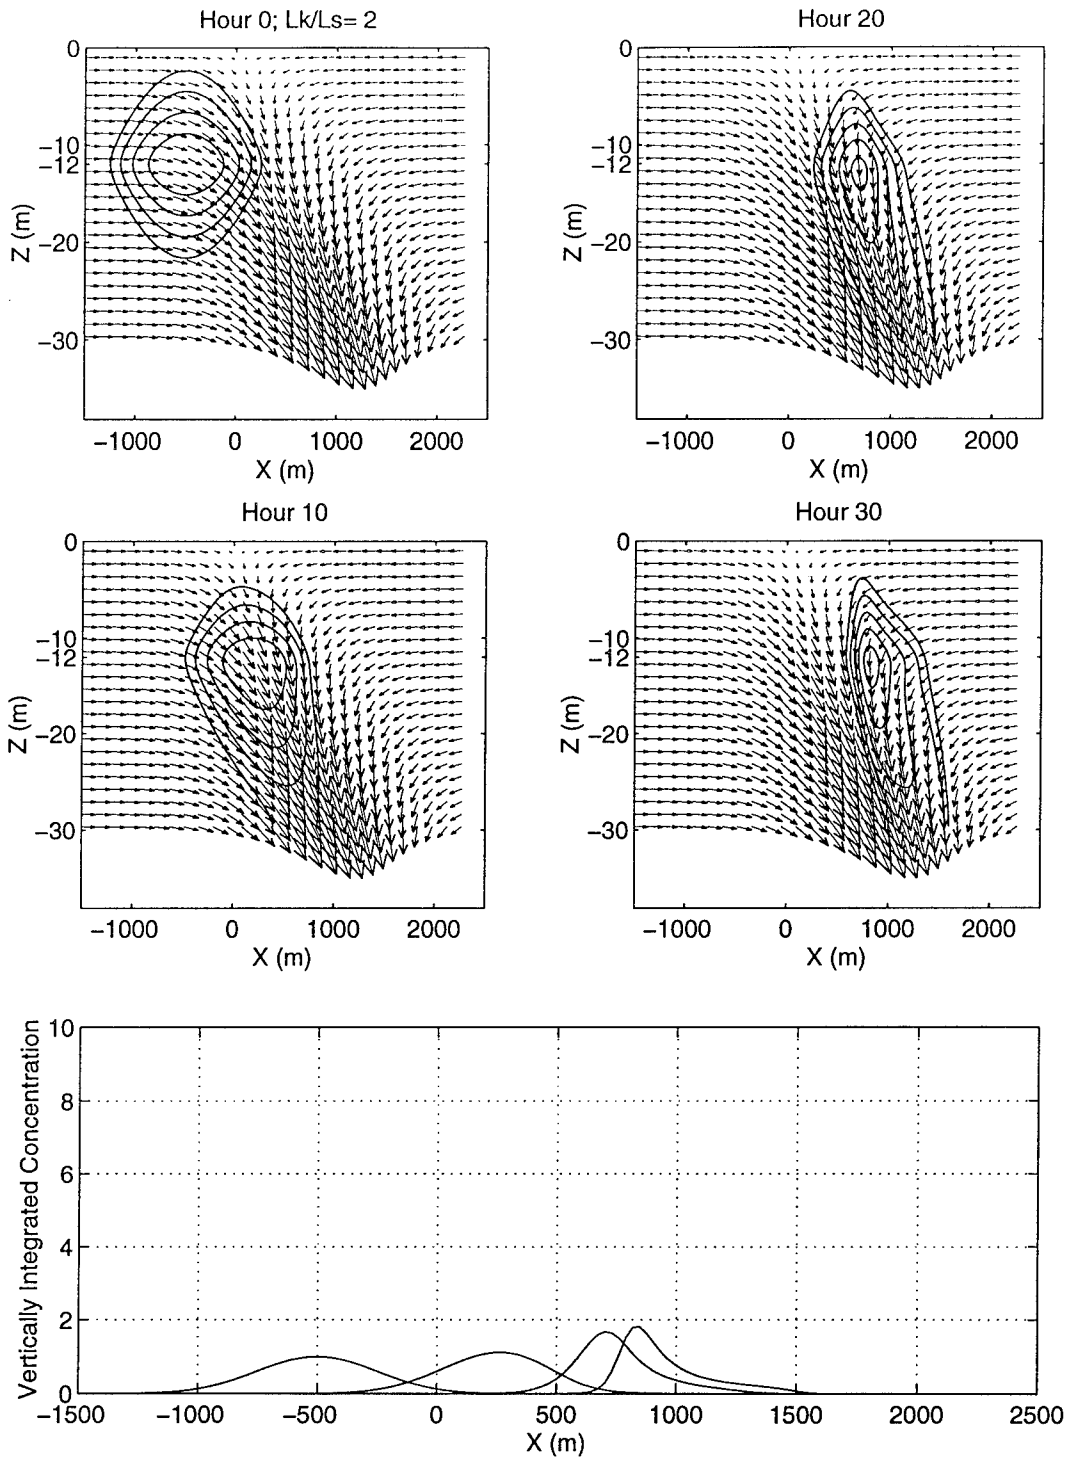 Hour 0; Lk/Ls= 2
0
−10
−12
−20
−30
Z (m)
−1000 0 1000 2000
X (m)
Hour 20
0
−10
−12
−20
−30
Z (m)
−1000 0 1000 2000
X (m)
Hour 10
0
−10
−12
−20
−30
Z (m)
−1000 0 1000 2000
X (m)
Hour 30
0
−10
−12
−20
−30
Z (m)
−1000 0 1000 2000
X (m)
Vertically Integrated Concentration
10
8
6
4
2
0
−1500 −1000 −500 0 500 1000 1500 2000 2500
X (m)